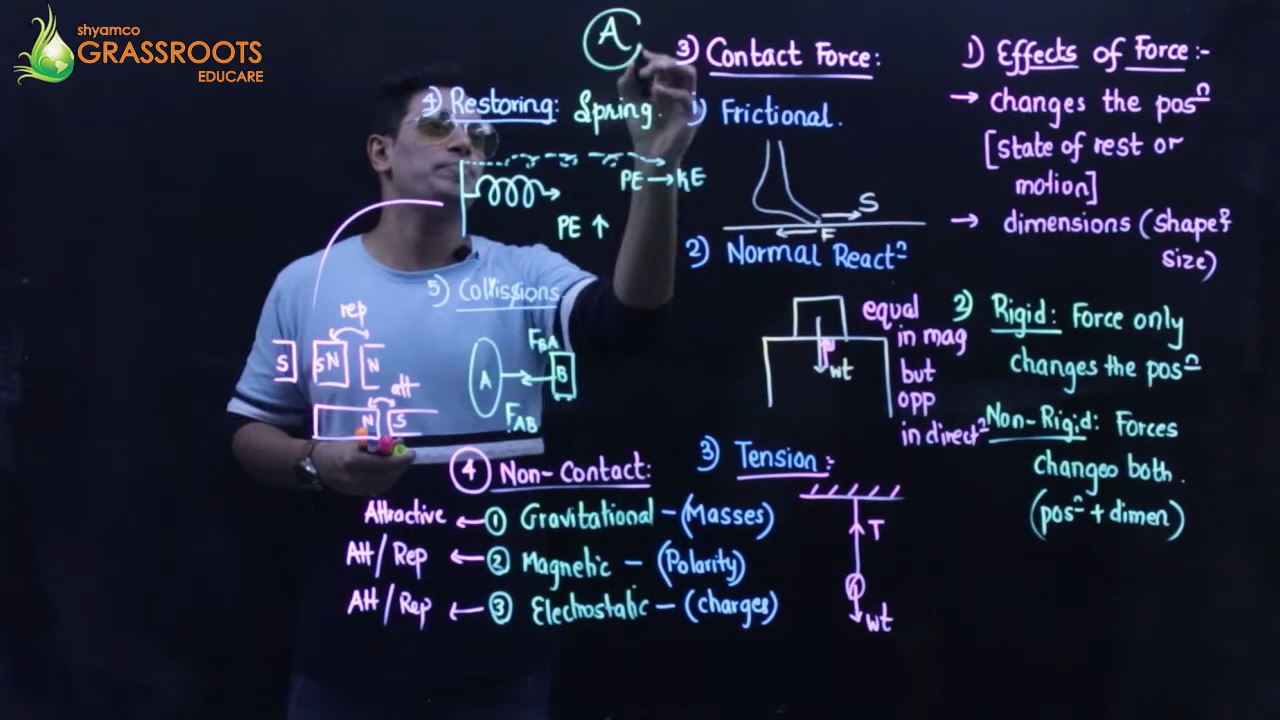 shyamco
GRASSROOTS
EDUCARE
A
1) Effects of Force :-
→ changes the posⁿ
[state of rest or
motion]
→ dimensions (shape &
size)
2) Rigid: Force only
changes the posⁿ
Non-Rigid: Forces
changes both.
(posⁿ + dimen)
3) Contact Force:
1) Frictional.
S
F
2) Normal Reactⁿ
equal
in mag
but
opp
in directⁿ
R
wt
3) Tension:
T
wt
4) Restoring: Spring.
PE → KE
PE ↑
5) Collissions
FBA
A
B
FAB
rep
S
S N
N
att
N
S
4 Non-Contact:
Attractive ← 1 Gravitational - (Masses)
Att/Rep ← 2 Magnetic - (Polarity)
Att/Rep ← 3 Electrostatic - (charges)